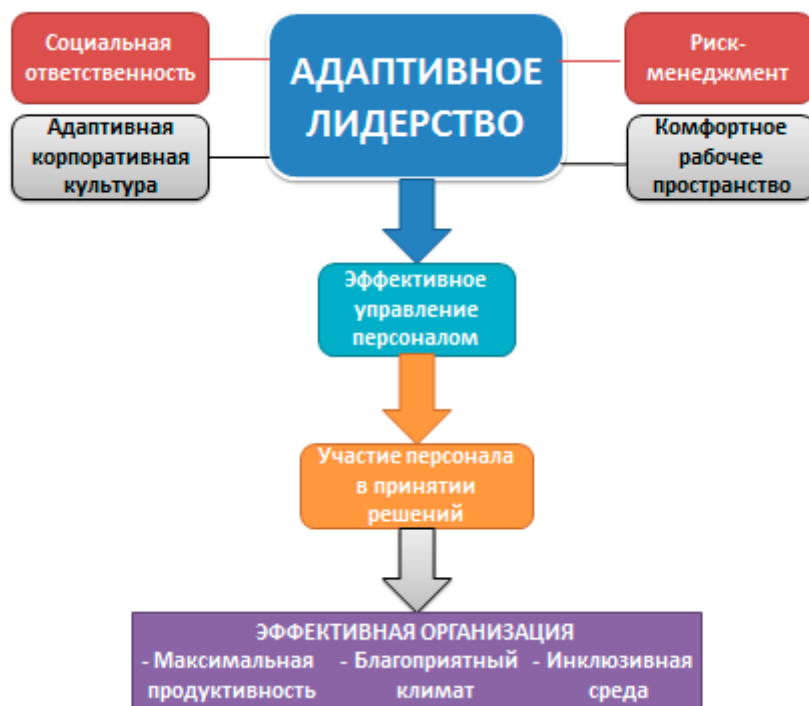 Социальная
ответственность
АДАПТИВНОЕ
ЛИДЕРСТВО
Риск-
менеджмент
Адаптивная
корпоративная
культура
Комфортное
рабочее
пространство
Эффективное
управление
персоналом
Участие персонала
в принятии
решений
ЭФФЕКТИВНАЯ ОРГАНИЗАЦИЯ
- Максимальная
продуктивность
- Благоприятный
климат
- Инклюзивная
среда